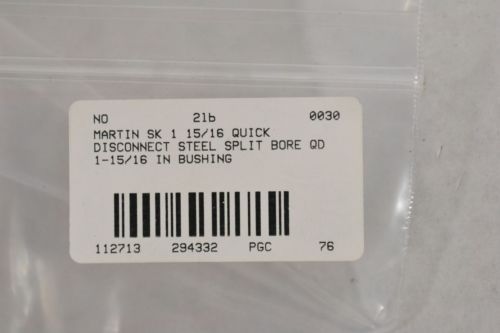 NO 2lb 0030
MARTIN SK 1 15/16 QUICK
DISCONNECT STEEL SPLIT BORE QD
1-15/16 IN BUSHING
112713 294332 PGC 76